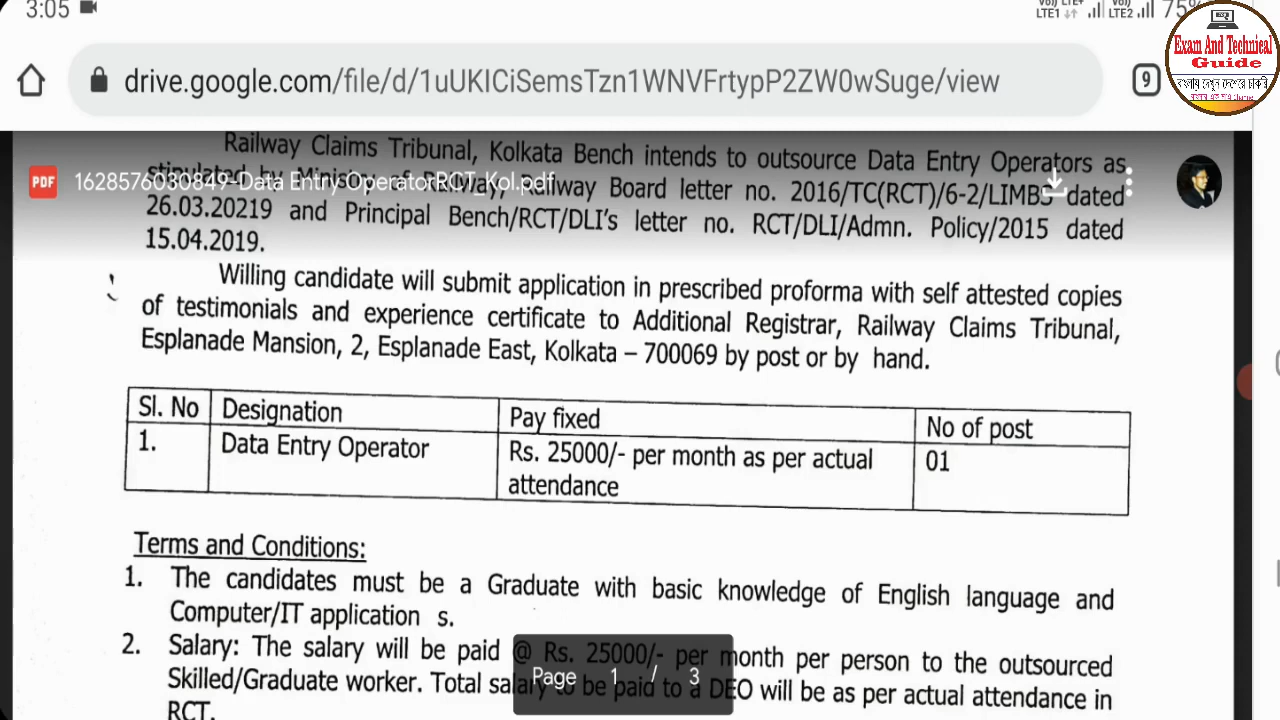 3:05
Vo)) LTE+
LTE1 LTE2 75%
Exam And Technical
Guide
drive.google.com/file/d/1uUKICiSemsTzn1WNVFrtypP2ZW0wSuge/view
9
Railway Claims Tribunal, Kolkata Bench intends to outsource Data Entry Operators as
stipulated by Ministry of Railway, Railway Board letter no. 2016/TC(RCT)/6-2/LIMBS dated
PDF 1628576030849-Data Entry OperatorRCT_Kol.pdf
26.03.20219 and Principal Bench/RCT/DLI's letter no. RCT/DLI/Admn. Policy/2015 dated
15.04.2019.
Willing candidate will submit application in prescribed proforma with self attested copies
of testimonials and experience certificate to Additional Registrar, Railway Claims Tribunal,
Esplanade Mansion, 2, Esplanade East, Kolkata – 700069 by post or by hand.
Sl. No Designation Pay fixed No of post
1. Data Entry Operator Rs. 25000/- per month as per actual 01
attendance
Terms and Conditions:
1. The candidates must be a Graduate with basic knowledge of English language and
Computer/IT application s.
2. Salary: The salary will be paid @ Rs. 25000/- per month per person to the outsourced
Skilled/Graduate worker. Total salary to be paid to a DEO will be as per actual attendance in
RCT.
Page 1 / 3